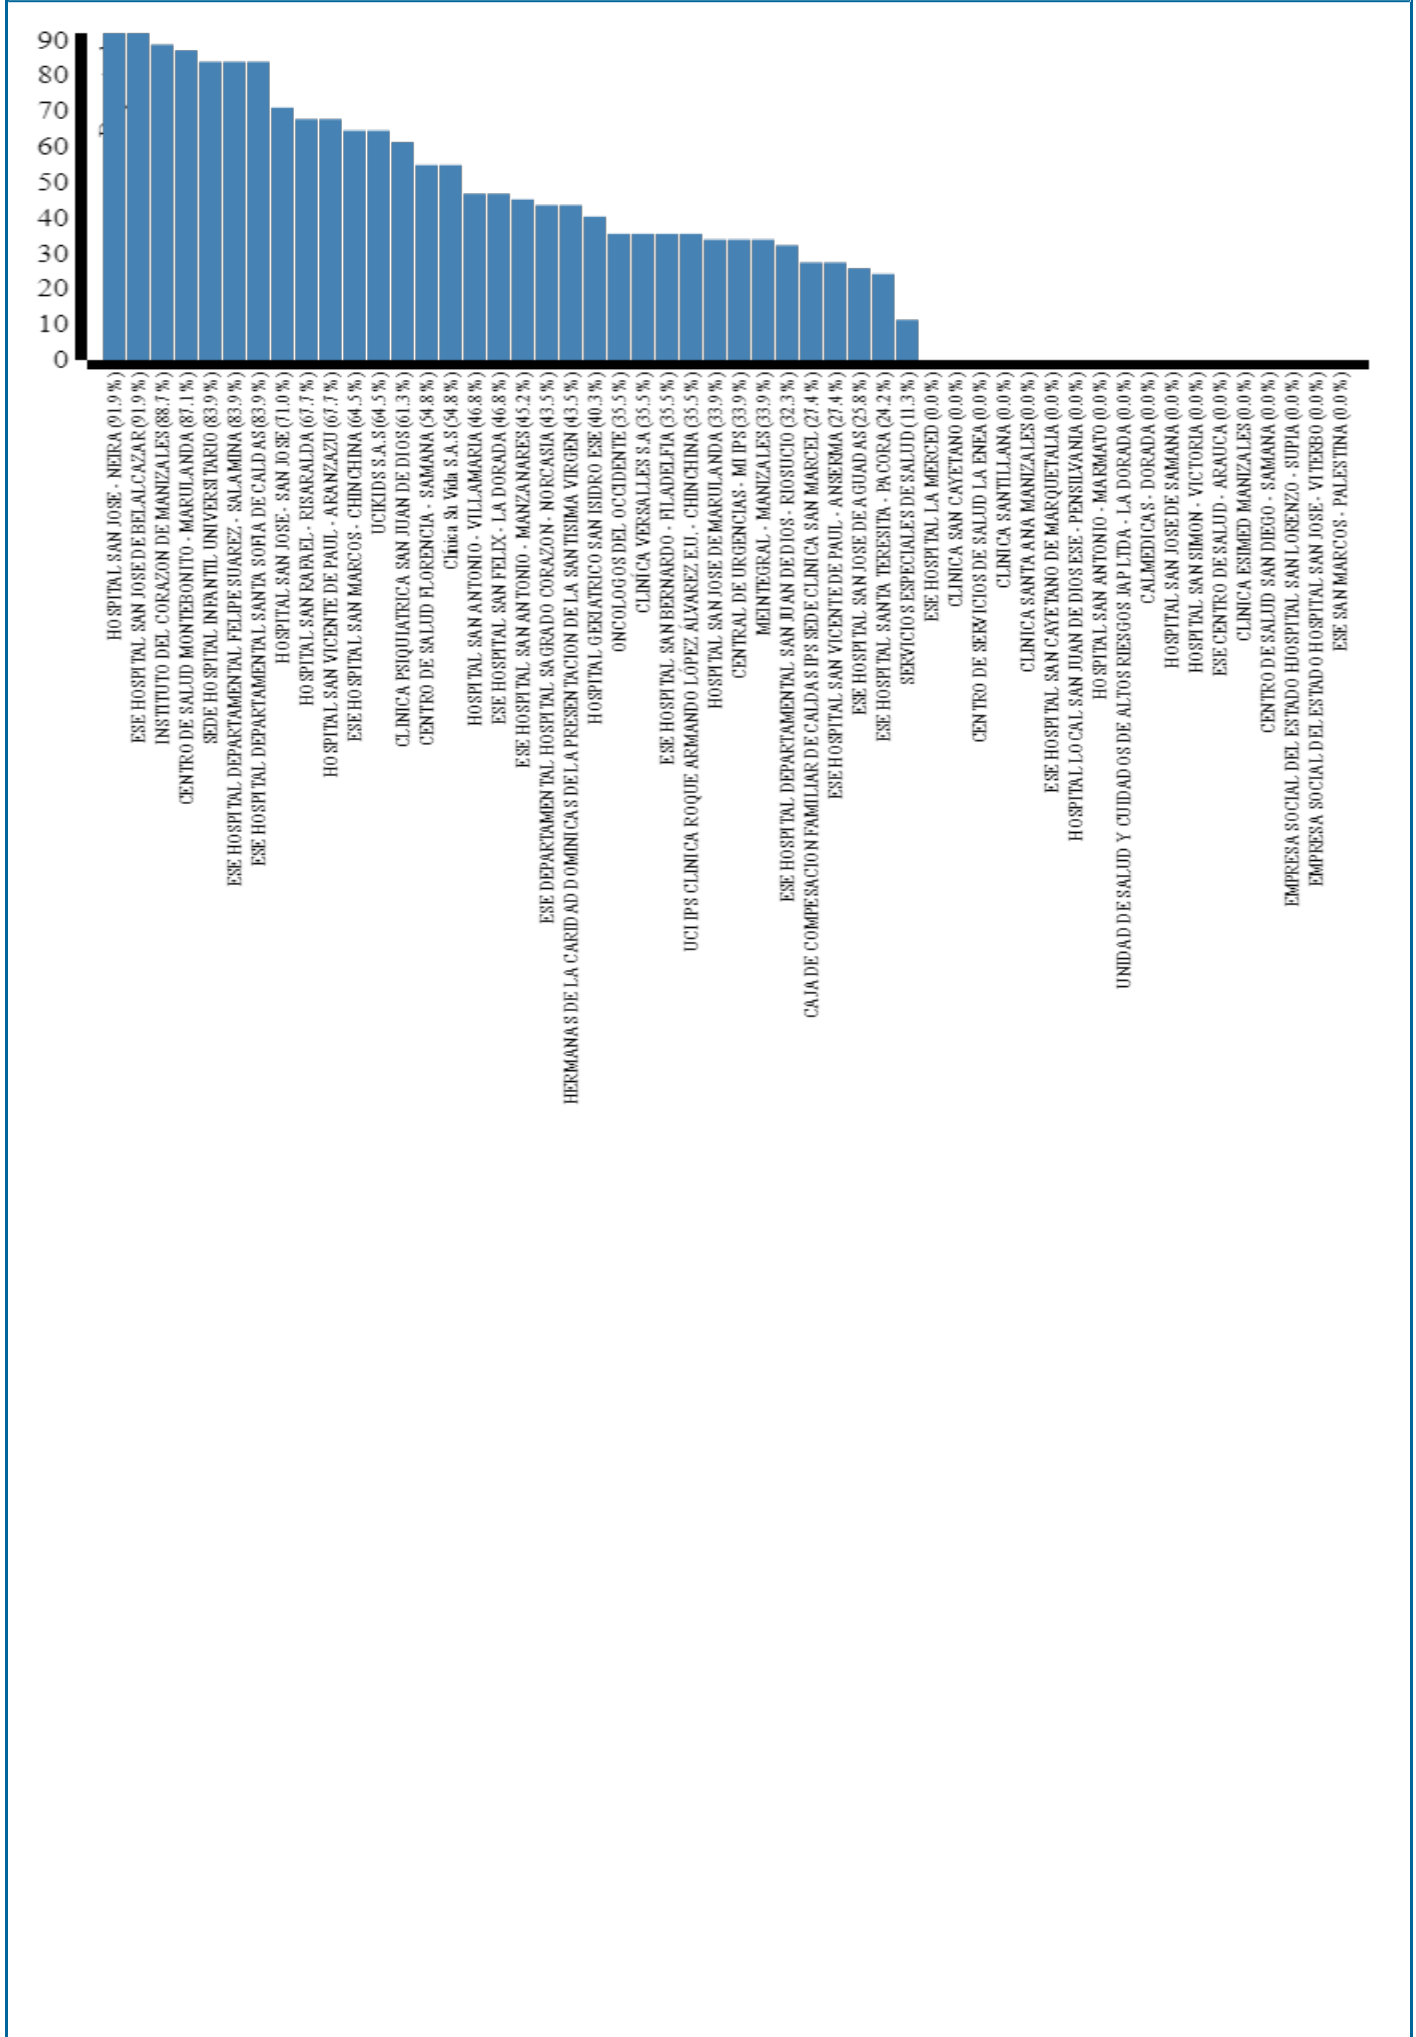 90
80
70
60
50
40
30
20
10
0
HOSPITAL SAN JOSE - NEIRA (91.9 %)
ESE HOSPITAL SAN JOSE DE BELALCAZAR (91.9 %)
INSTITUTO DEL CORAZON DE MANIZALES (88.7 %)
CENTRO DE SALUD MONTEBONITO - MARULANDA (87.1 %)
SEDE HOSPITAL INFANTIL UNIVERSITARIO (83.9 %)
ESE HOSPITAL DEPARTAMENTAL FELIPE SUAREZ - SALAMINA (83.9 %)
ESE HOSPITAL DEPARTAMENTAL SANTA SOFIA DE CALDAS (83.9 %)
HOSPITAL SAN JOSE - SAN JOSE (71.0 %)
HOSPITAL SAN RAFAEL - RISARALDA (67.7 %)
HOSPITAL SAN VICENTE DE PAUL - ARANZAZU (67.7 %)
ESE HOSPITAL SAN MARCOS - CHINCHINA (64.5 %)
UCIKIDS S.A.S (64.5 %)
CLINICA PSIQUIATRICA SAN JUAN DE DIOS (61.3 %)
CENTRO DE SALUD FLORENCIA - SAMANA (54.8 %)
Clínica Su Vida S.A.S (54.8 %)
HOSPITAL SAN ANTONIO - VILLAMARIA (46.8 %)
ESE HOSPITAL SAN FELIX - LA DORADA (46.8 %)
ESE HOSPITAL SAN ANTONIO - MANZANARES (45.2 %)
ESE DEPARTAMENTAL HOSPITAL SAGRADO CORAZON - NORCASIA (43.5 %)
HERMANAS DE LA CARIDAD DOMINICAS DE LA PRESENTACION DE LA SANTISIMA VIRGEN (43.5 %)
HOSPITAL GERIATRICO SAN ISIDRO ESE (40.3 %)
ONCOLOGOS DEL OCCIDENTE (35.5 %)
CLINÍCA VERSALLES S.A (35.5 %)
ESE HOSPITAL SAN BERNARDO - FILADELFIA (35.5 %)
UCI IPS CLINICA ROQUE ARMANDO LÓPEZ ÁLVAREZ E.U. - CHINCHINA (35.5 %)
HOSPITAL SAN JOSE DE MARULANDA (33.9 %)
CENTRAL DE URGENCIAS - MI IPS (33.9 %)
MEINTEGRAL - MANIZALES (33.9 %)
ESE HOSPITAL DEPARTAMENTAL SAN JUAN DE DIOS - RIOSUCIO (32.3 %)
CAJA DE COMPESACION FAMILIAR DE CALDAS IPS SEDE CLINICA SAN MARCEL (27.4 %)
ESE HOSPITAL SAN VICENTE DE PAUL - ANSERMA (27.4 %)
ESE HOSPITAL SAN JOSE DE AGUADAS (25.8 %)
ESE HOSPITAL SANTA TERESITA - PACORA (24.2 %)
SERVICIOS ESPECIALES DE SALUD (11.3 %)
ESE HOSPITAL LA MERCED (0.0 %)
CLINICA SAN CAYETANO (0.0 %)
CENTRO DE SERVICIOS DE SALUD LA ENEA (0.0 %)
CLINICA SANTILLANA (0.0 %)
CLINICA SANTA ANA MANIZALES (0.0 %)
ESE HOSPITAL SAN CAYETANO DE MARQUETALIA (0.0 %)
HOSPITAL LOCAL SAN JUAN DE DIOS ESE - PENSILVANIA (0.0 %)
HOSPITAL SAN ANTONIO - MARMATO (0.0 %)
UNIDAD DE SALUD Y CUIDADOS DE ALTOS RIESGOS JAP LTDA - LA DORADA (0.0 %)
CALMEDICAS - DORADA (0.0 %)
HOSPITAL SAN JOSE DE SAMANA (0.0 %)
HOSPITAL SAN SIMON - VICTORIA (0.0 %)
ESE CENTRO DE SALUD - ARAUCA (0.0 %)
CLINICA ESIMED MANIZALES (0.0 %)
CENTRO DE SALUD SAN DIEGO - SAMANA (0.0 %)
EMPRESA SOCIAL DEL ESTADO HOSPITAL SAN LORENZO - SUPIA (0.0 %)
EMPRESA SOCIAL DEL ESTADO HOSPITAL SAN JOSE - VITERBO (0.0 %)
ESE SAN MARCOS - PALESTINA (0.0 %)